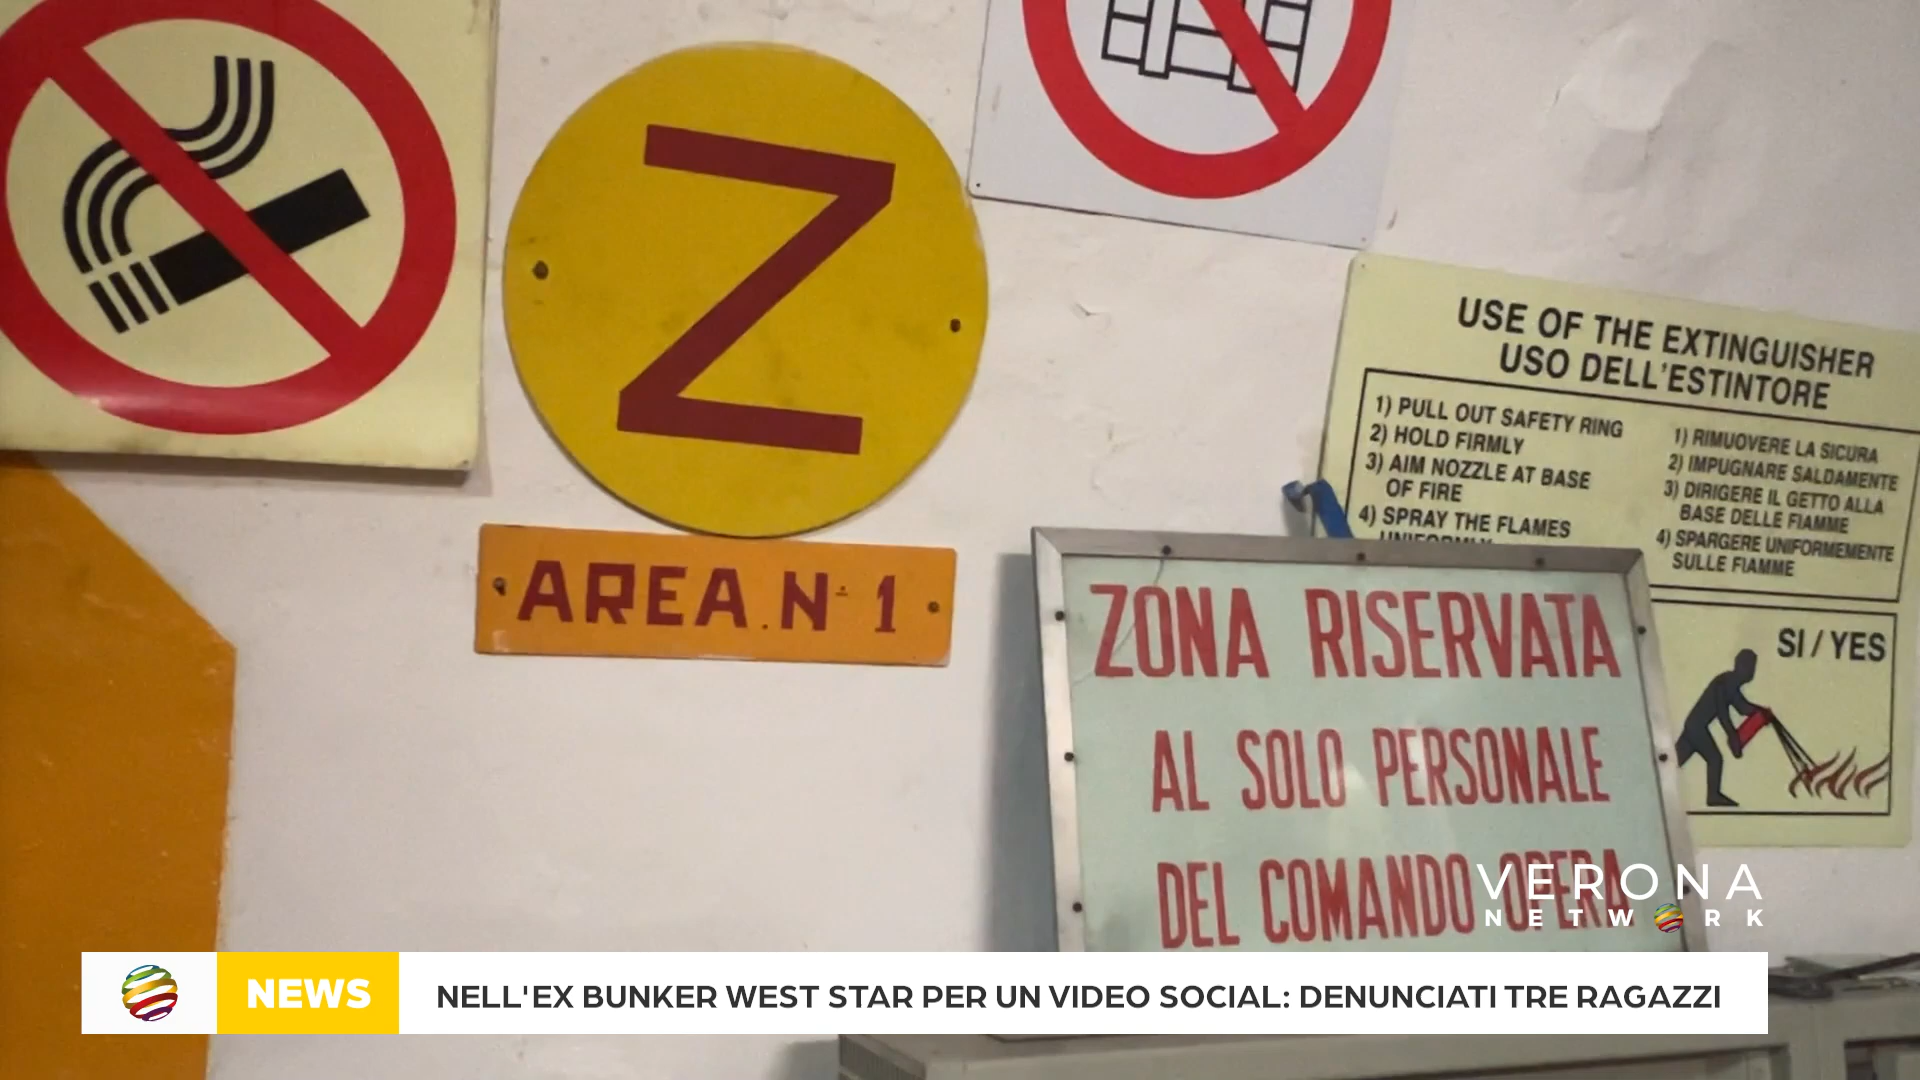 Z
AREA.N° 1
USE OF THE EXTINGUISHER
USO DELL'ESTINTORE
1) PULL OUT SAFETY RING
2) HOLD FIRMLY
3) AIM NOZZLE AT BASE
OF FIRE
4) SPRAY THE FLAMES
UNIFORMLY
1) RIMUOVERE LA SICURA
2) IMPUGNARE SALDAMENTE
3) DIRIGERE IL GETTO ALLA
BASE DELLE FIAMME
4) SPARGERE UNIFORMEMENTE
SULLE FIAMME
SI / YES
ZONA RISERVATA
AL SOLO PERSONALE
DEL COMANDO OPERA
VERONA
NETWORK
NEWS
NELL'EX BUNKER WEST STAR PER UN VIDEO SOCIAL: DENUNCIATI TRE RAGAZZI